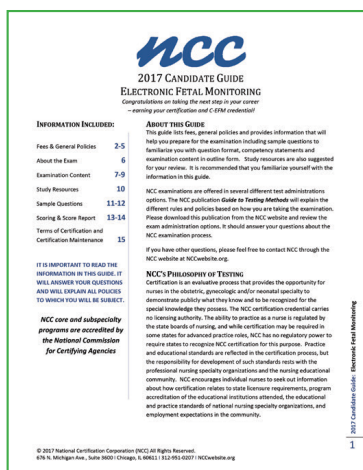 ncc
2017 CANDIDATE GUIDE
ELECTRONIC FETAL MONITORING
Congratulations on taking the next step in your career
– earning your certification and C-EFM credential!
INFORMATION INCLUDED:
Fees & General Policies 2-5
About the Exam 6
Examination Content 7-9
Study Resources 10
Sample Questions 11-12
Scoring & Score Report 13-14
Terms of Certification and
Certification Maintenance 15
IT IS IMPORTANT TO READ THE
INFORMATION IN THIS GUIDE. IT
WILL ANSWER YOUR QUESTIONS
AND WILL EXPLAIN ALL POLICIES
TO WHICH YOU WILL BE SUBJECT.
NCC core and subspecialty
programs are accredited by
the National Commission
for Certifying Agencies
ABOUT THIS GUIDE
This guide lists fees, general policies and provides information that will
help you prepare for the examination including sample questions to
familiarize you with question format, competency statements and
examination content in outline form. Study resources are also suggested
for your review. It is recommended that you familiarize yourself with the
information in this guide.
NCC examinations are offered in several different test administrations
options. The NCC publication Guide to Testing Methods will explain the
different rules and policies based on how you are taking the examination.
Please download this publication from the NCC website and review the
exam administration options. It should answer your questions about the
NCC examination process.
If you have other questions, please feel free to contact NCC through the
NCC website at NCCwebsite.org.
NCC'S PHILOSOPHY OF TESTING
Certification is an evaluative process that provides the opportunity for
nurses in the obstetric, gynecologic and/or neonatal specialty to
demonstrate publicly what they know and to be recognized for the
special knowledge they possess. The NCC certification credential carries
no licensing authority. The ability to practice as a nurse is regulated by
the state boards of nursing, and while certification may be required in
some states for advanced practice roles, NCC has no regulatory power to
require states to recognize NCC certification for this purpose. Practice
and educational standards are reflected in the certification process, but
the responsibility for development of such standards rests with the
professional nursing specialty organizations and the nursing educational
community. NCC encourages individual nurses to seek out information
about how certification relates to state licensure requirements, program
accreditation of the educational institutions attended, the educational
and practice standards of national nursing specialty organizations, and
employment expectations in the community.
2017 Candidate Guide: Electronic Fetal Monitoring
1
© 2017 National Certification Corporation (NCC) All Rights Reserved.
676 N. Michigan Ave., Suite 3600 I Chicago, IL 60611 I 312-951-0207 I NCCwebsite.org